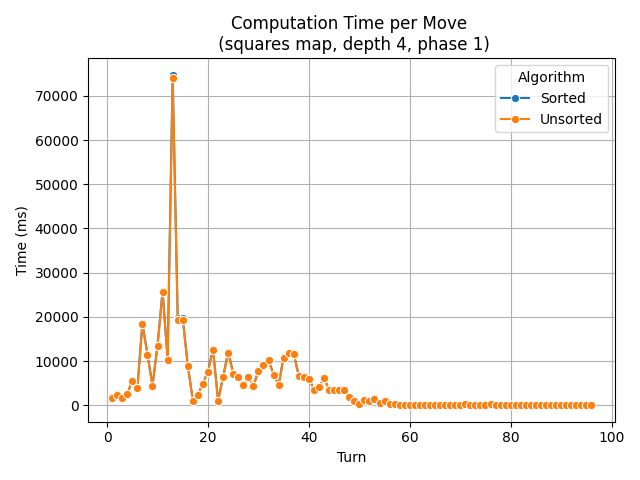 Computation Time per Move
(squares map, depth 4, phase 1)
Algorithm
Sorted
Unsorted
Time (ms)
70000
60000
50000
40000
30000
20000
10000
0
0 20 40 60 80 100
Turn